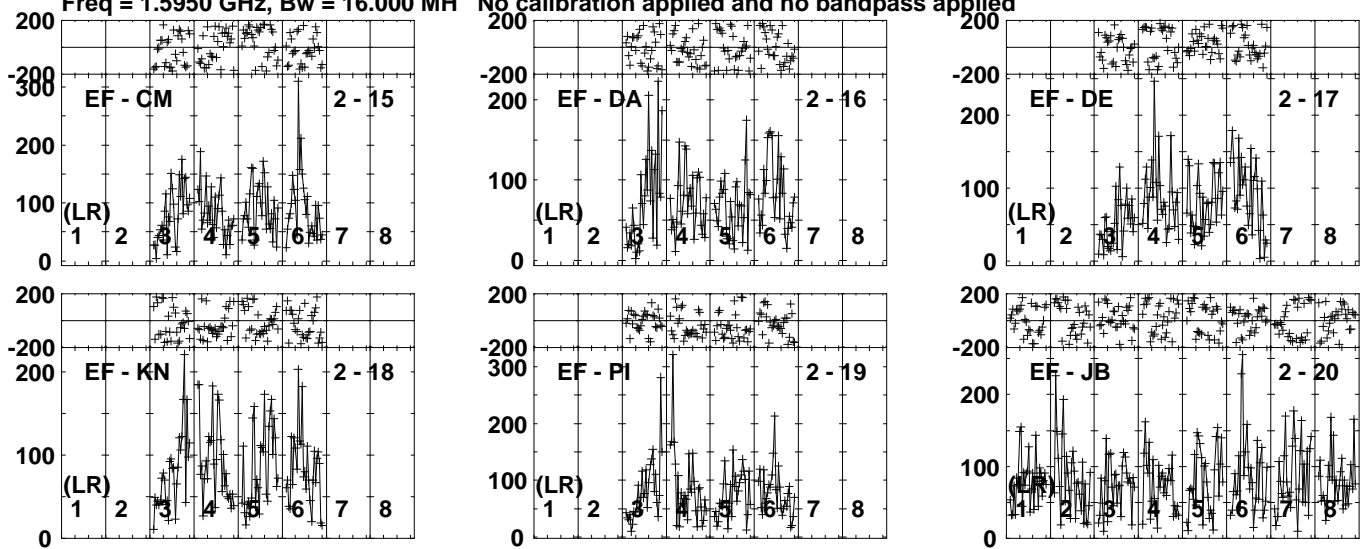 Freq = 1.5950 GHz, Bw = 16.000 MH No calibration applied and no bandpass applied
200
-200
300
200
100
0
EF - CM 2 - 15
(LR)
1 2 3 4 5 6 7 8
200
-200
200
100
0
EF - DA 2 - 16
(LR)
1 2 3 4 5 6 7 8
200
-200
200
100
0
EF - DE 2 - 17
(LR)
1 2 3 4 5 6 7 8
200
-200
200
100
0
EF - KN 2 - 18
(LR)
1 2 3 4 5 6 7 8
200
-200
300
200
100
0
EF - PI 2 - 19
(LR)
1 2 3 4 5 6 7 8
200
-200
200
100
0
EF - JB 2 - 20
(LR)
1 2 3 4 5 6 7 8